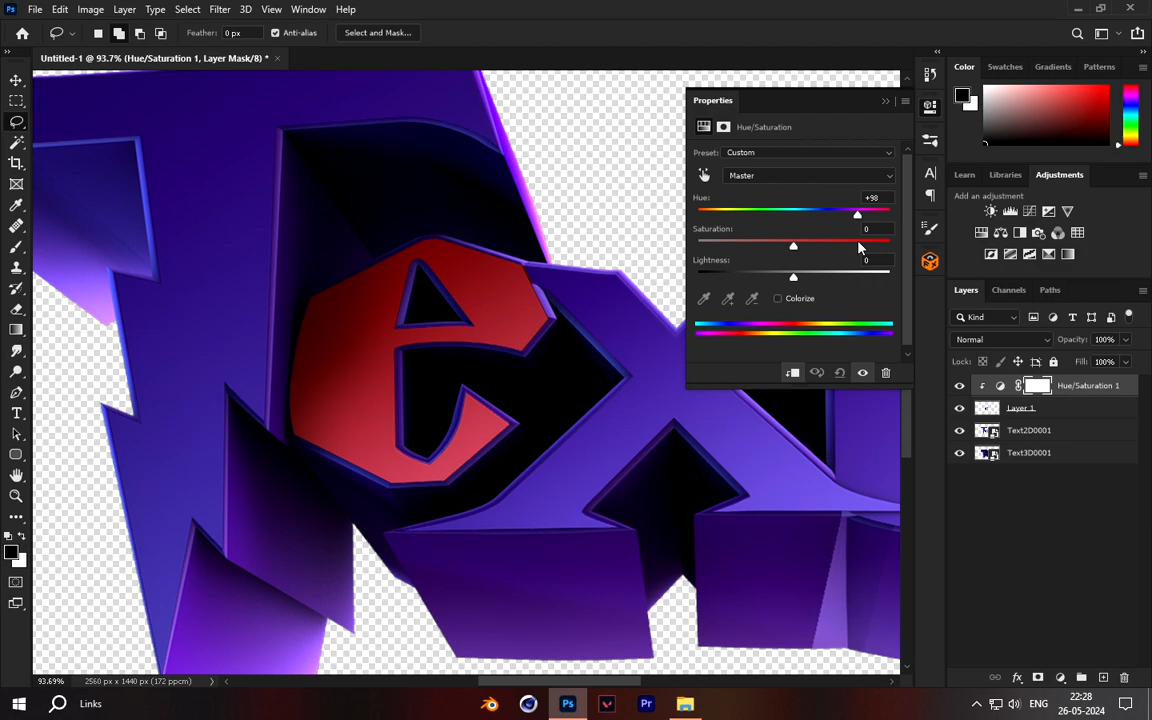 Ps File Edit Image Layer Type Select Filter 3D View Window Help
Feather: 0 px Anti-alias Select and Mask...
Untitled-1 @ 93.7% (Hue/Saturation 1, Layer Mask/8) * ×
Properties
Hue/Saturation
Preset: Custom
Master
Hue: +98
Saturation: 0
Lightness: 0
Colorize
Color Swatches Gradients Patterns
Learn Libraries Adjustments
Add an adjustment
Layers Channels Paths
Kind
Normal Opacity: 100%
Lock: Fill: 100%
Hue/Saturation 1
Layer 1
Text2D0001
Text3D0001
e
93.69% 2560 px x 1440 px (172 ppcm)
Links
Ps Pr
22:28
26-05-2024